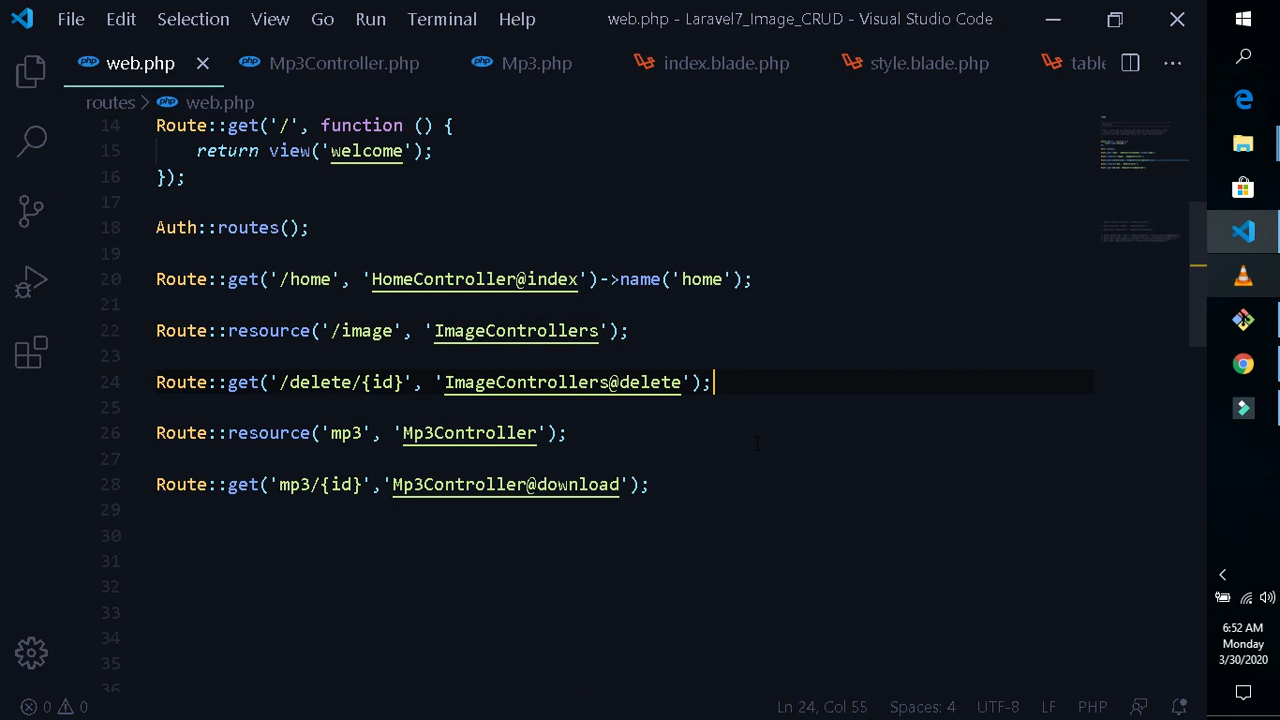 File Edit Selection View Go Run Terminal Help web.php - Laravel7_Image_CRUD - Visual Studio Code
web.php Mp3Controller.php Mp3.php index.blade.php style.blade.php table
routes > web.php
14 Route::get('/', function () {
15 return view('welcome');
16 });
17
18 Auth::routes();
19
20 Route::get('/home', 'HomeController@index')->name('home');
21
22 Route::resource('/image', 'ImageControllers');
23
24 Route::get('/delete/{id}', 'ImageControllers@delete');
25
26 Route::resource('mp3', 'Mp3Controller');
27
28 Route::get('mp3/{id}','Mp3Controller@download');
29
30
31
32
33
34
35
36
6:52 AM
Monday
3/30/2020
0 0 Ln 24, Col 55 Spaces: 4 UTF-8 LF PHP